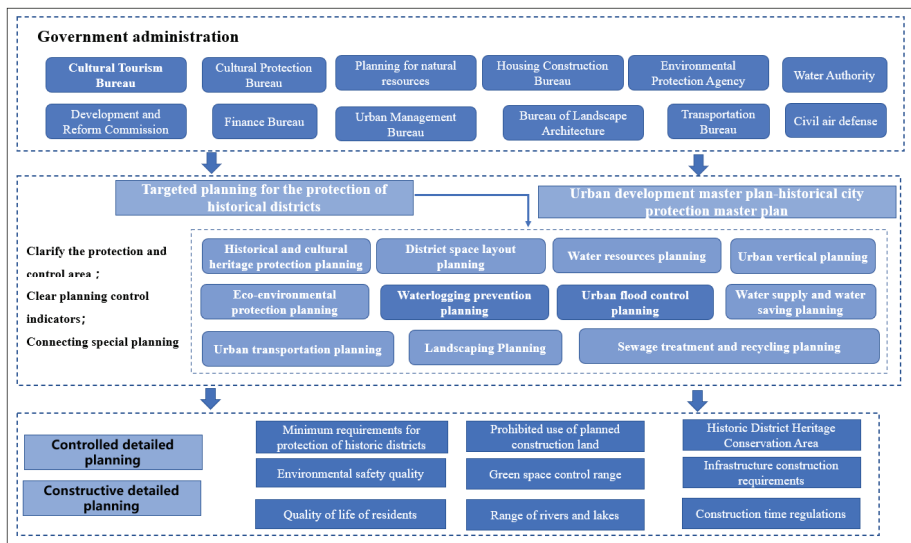 Government administration
Cultural Tourism
Bureau
Cultural Protection
Bureau
Planning for natural
resources
Housing Construction
Bureau
Environmental
Protection Agency
Water Authority
Development and
Reform Commission
Finance Bureau
Urban Management
Bureau
Bureau of Landscape
Architecture
Transportation
Bureau
Civil air defense
Targeted planning for the protection of
historical districts
Urban development master plan-historical city
protection master plan
Clarify the protection and
control area；
Clear planning control
indicators；
Connecting special planning
Historical and cultural
heritage protection planning
District space layout
planning
Water resources planning
Urban vertical planning
Eco-environmental
protection planning
Waterlogging prevention
planning
Urban flood control
planning
Water supply and water
saving planning
Urban transportation planning
Landscaping Planning
Sewage treatment and recycling planning
Controlled detailed
planning
Constructive detailed
planning
Minimum requirements for
protection of historic districts
Prohibited use of planned
construction land
Historic District Heritage
Conservation Area
Environmental safety quality
Green space control range
Infrastructure construction
requirements
Quality of life of residents
Range of rivers and lakes
Construction time regulations